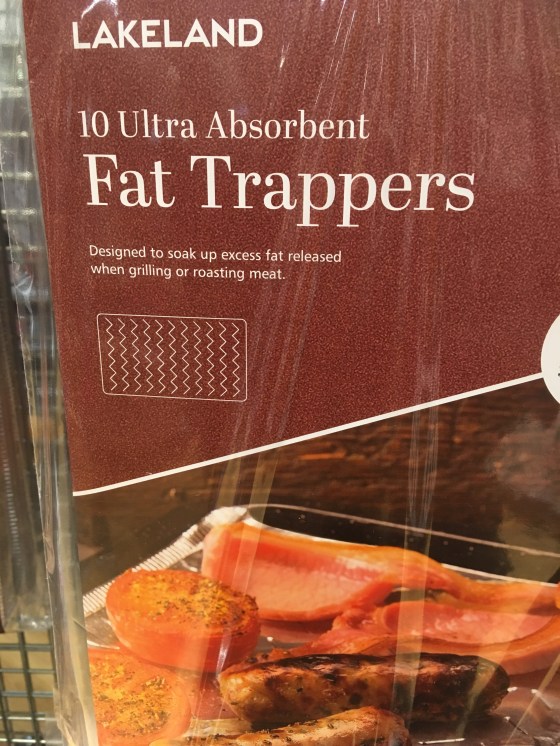 LAKELAND
10 Ultra Absorbent
Fat Trappers
Designed to soak up excess fat released
when grilling or roasting meat.